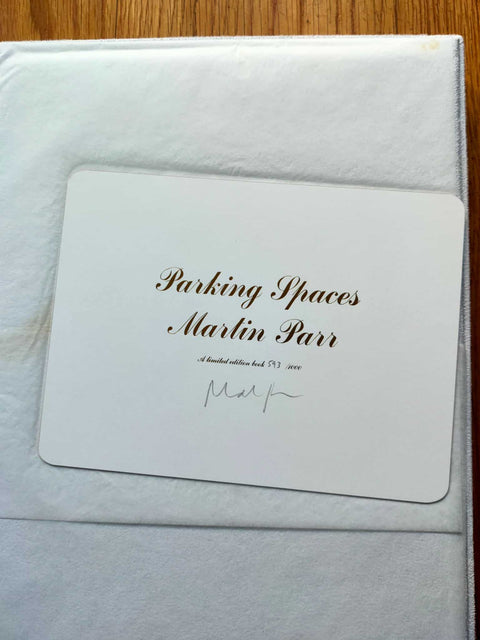 Parking Spaces
Martin Parr
A limited edition book 593 /1000